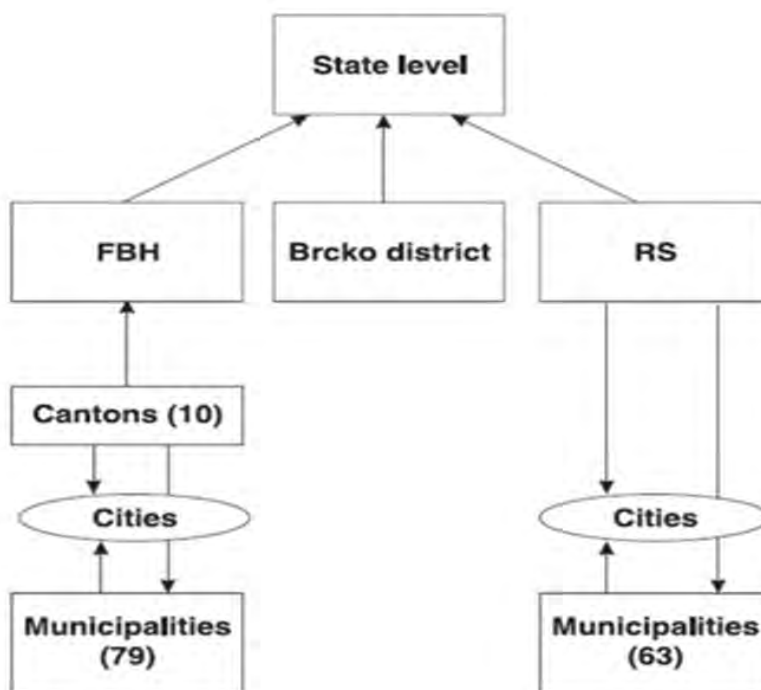 State level
FBH
Brcko district
RS
Cantons (10)
Cities
Cities
Municipalities
(79)
Municipalities
(63)